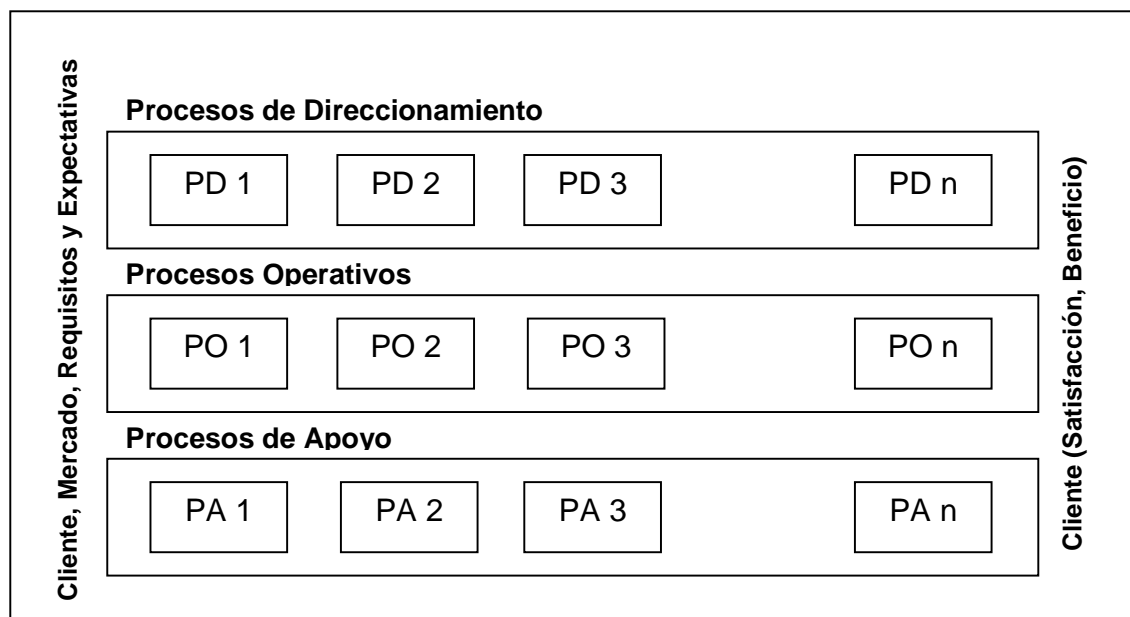 Cliente, Mercado, Requisitos y Expectativas
Procesos de Direccionamiento
PD 1 PD 2 PD 3 PD n
Procesos Operativos
PO 1 PO 2 PO 3 PO n
Procesos de Apoyo
PA 1 PA 2 PA 3 PA n
Cliente (Satisfacción, Beneficio)